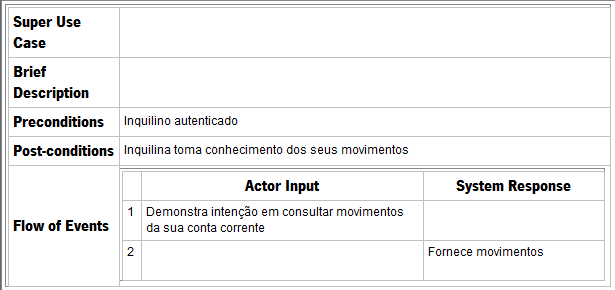 Super Use
Case
Brief
Description
Preconditions Inquilino autenticado
Post-conditions Inquilina toma conhecimento dos seus movimentos
Flow of Events
Actor Input System Response
1 Demonstra intenção em consultar movimentos
da sua conta corrente
2 Fornece movimentos